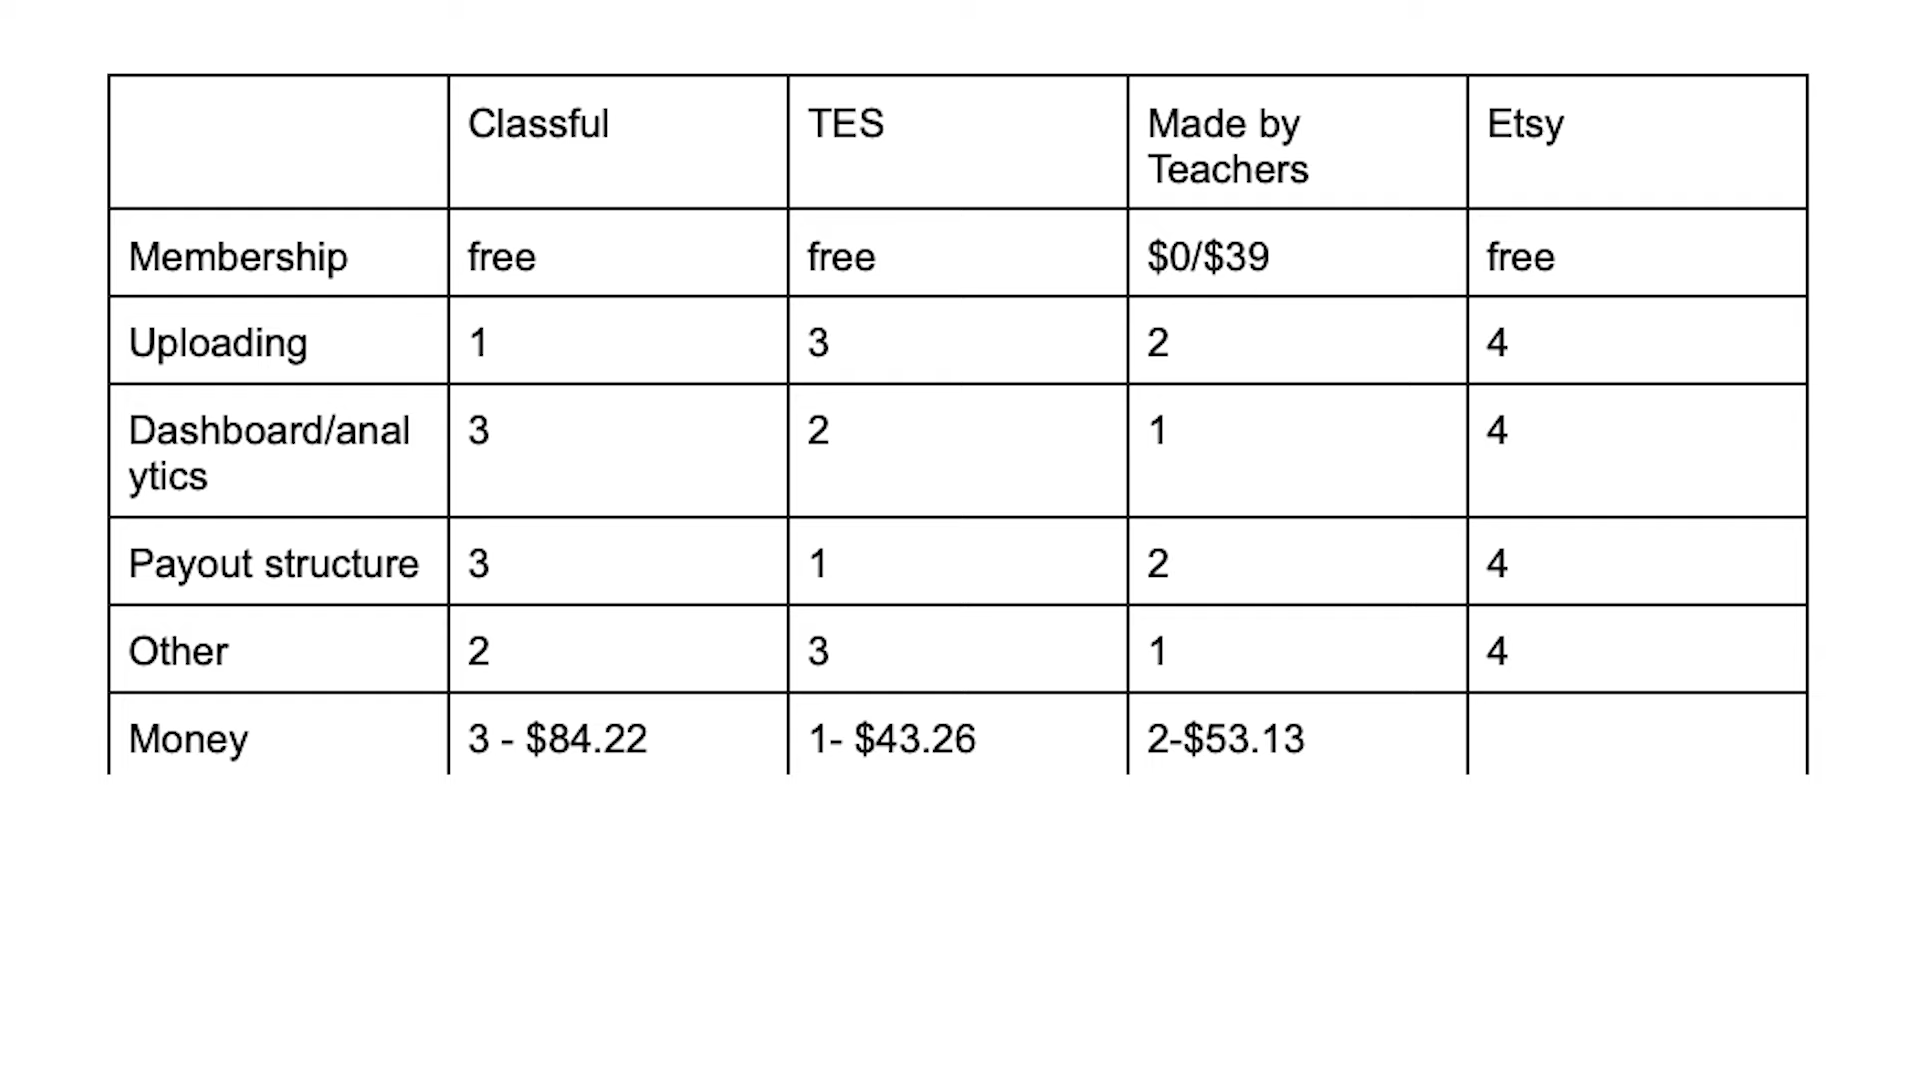 Classful TES Made by Etsy
Teachers
Membership free free $0/$39 free
Uploading 1 3 2 4
Dashboard/anal 3 2 1 4
ytics
Payout structure 3 1 2 4
Other 2 3 1 4
Money 3 - $84.22 1- $43.26 2-$53.13